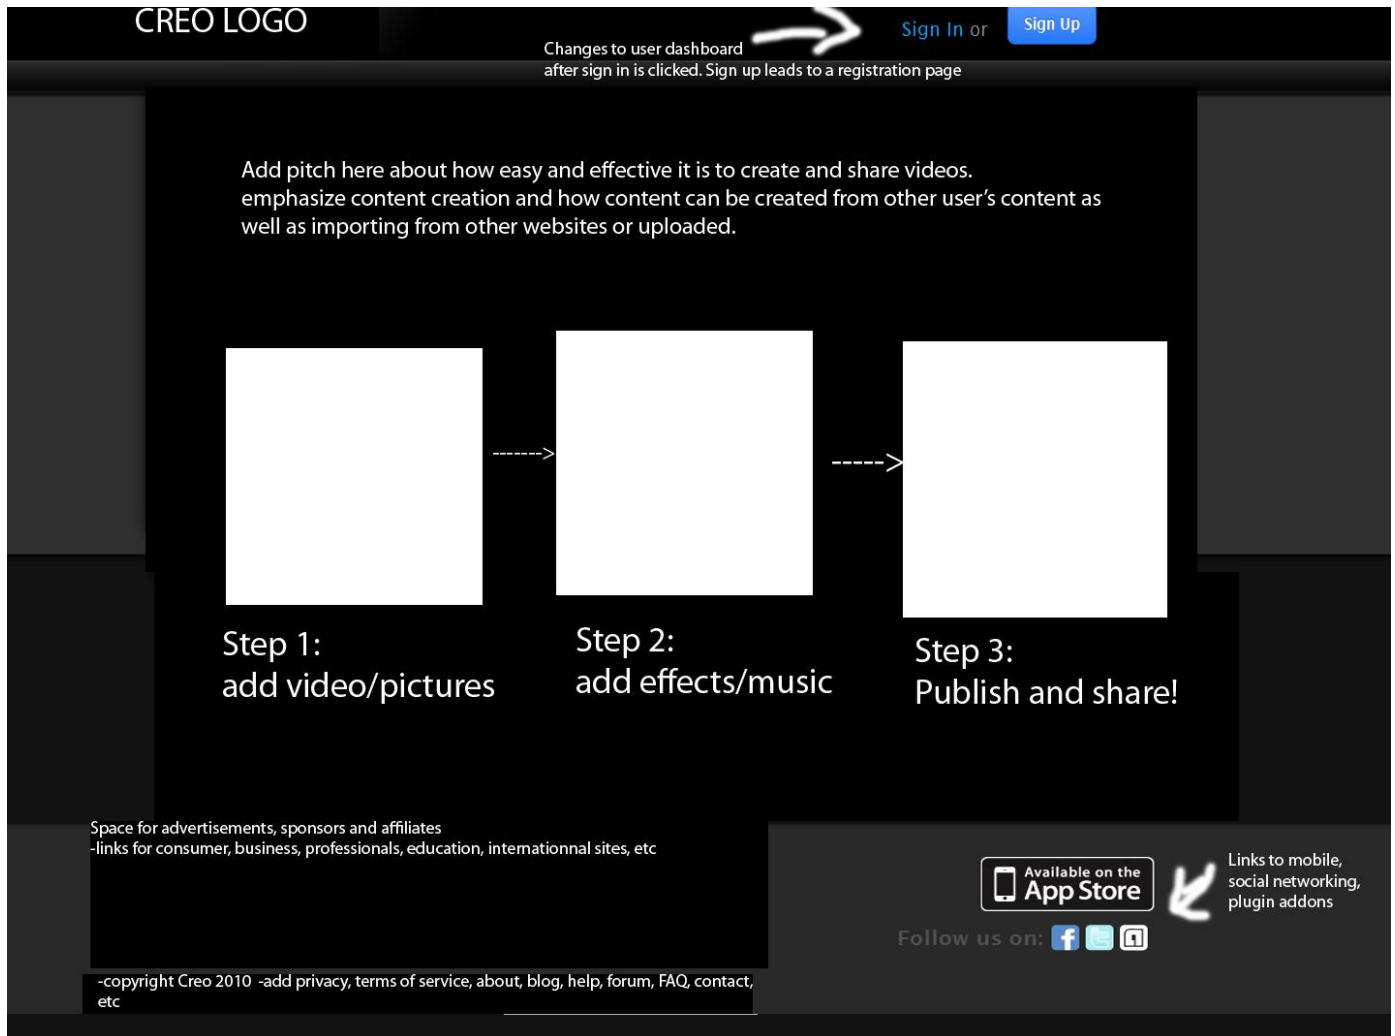 CREO LOGO
Sign In or
Sign Up
Changes to user dashboard
after sign in is clicked. Sign up leads to a registration page
Add pitch here about how easy and effective it is to create and share videos.
emphasize content creation and how content can be created from other user's content as
well as importing from other websites or uploaded.
------->
----->
Step 1:
add video/pictures
Step 2:
add effects/music
Step 3:
Publish and share!
Space for advertisements, sponsors and affiliates
-links for consumer, business, professionals, education, internationnal sites, etc
Available on the
App Store
Links to mobile,
social networking,
plugin addons
Follow us on: f t
-copyright Creo 2010  -add privacy, terms of service, about, blog, help, forum, FAQ, contact,
etc